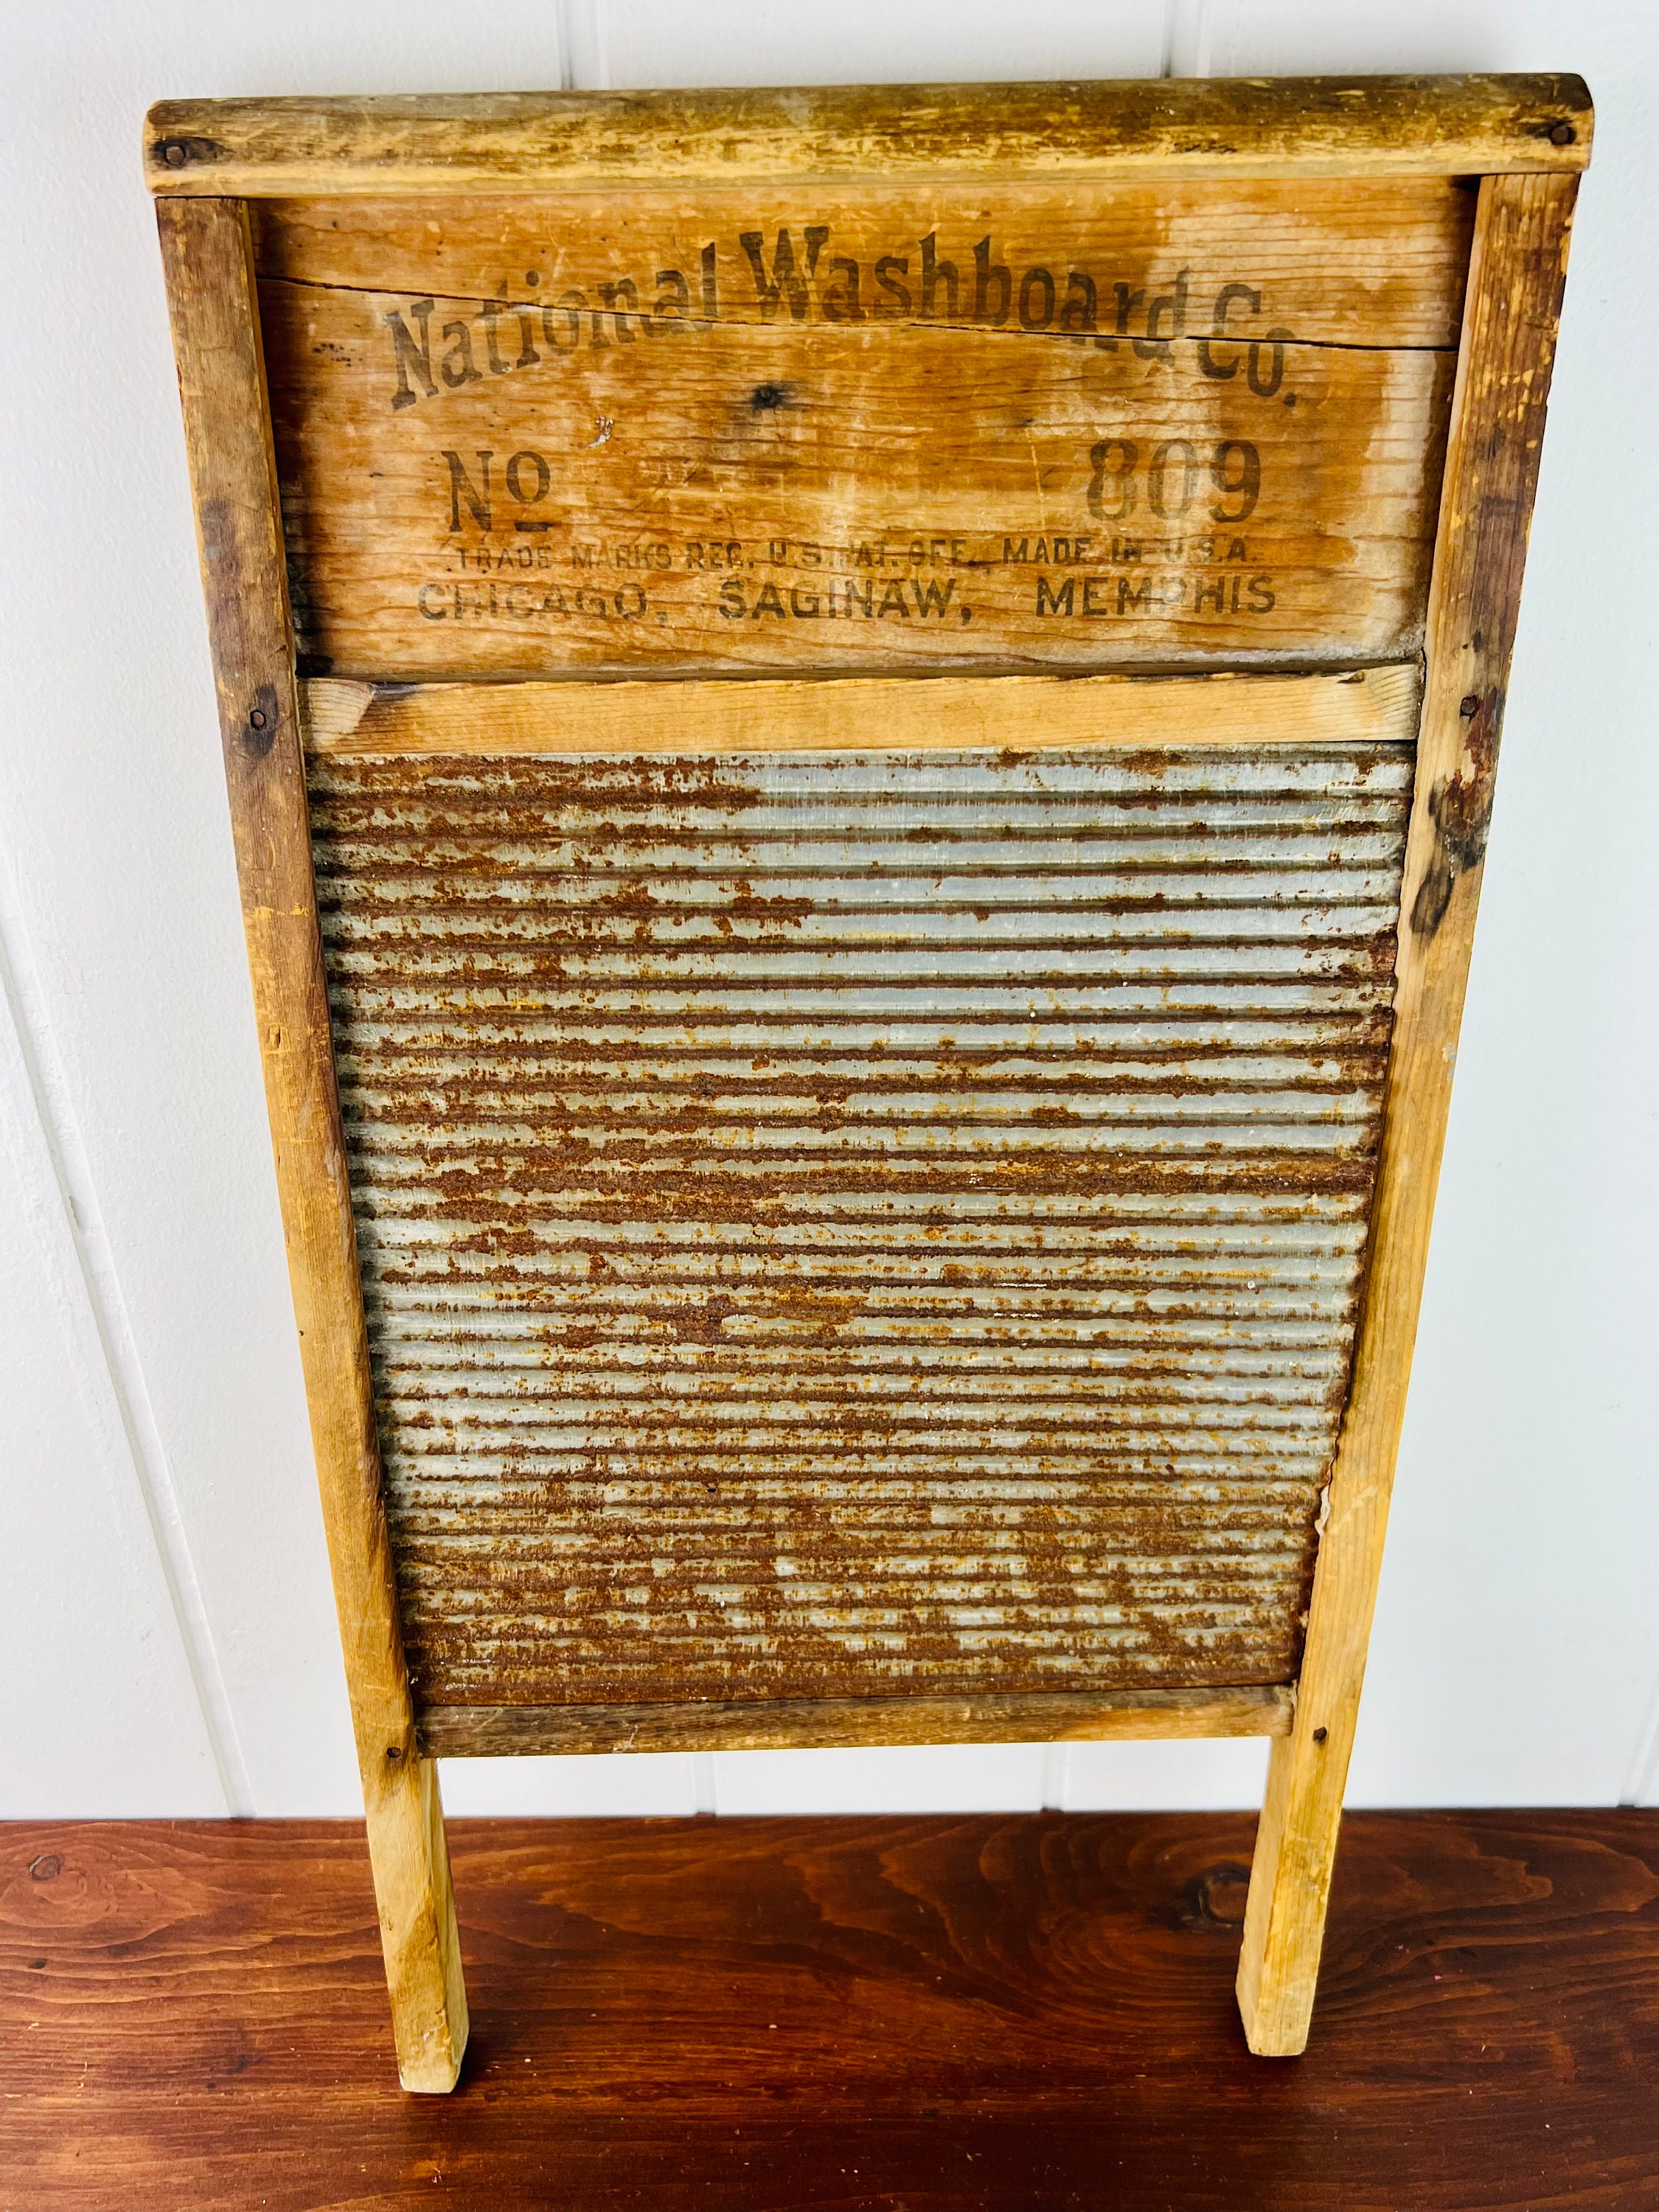 National Washboard Co.
No 809
TRADE MARKS REG. U.S. PAT. OFF. MADE IN U.S.A.
CHICAGO, SAGINAW, MEMPHIS